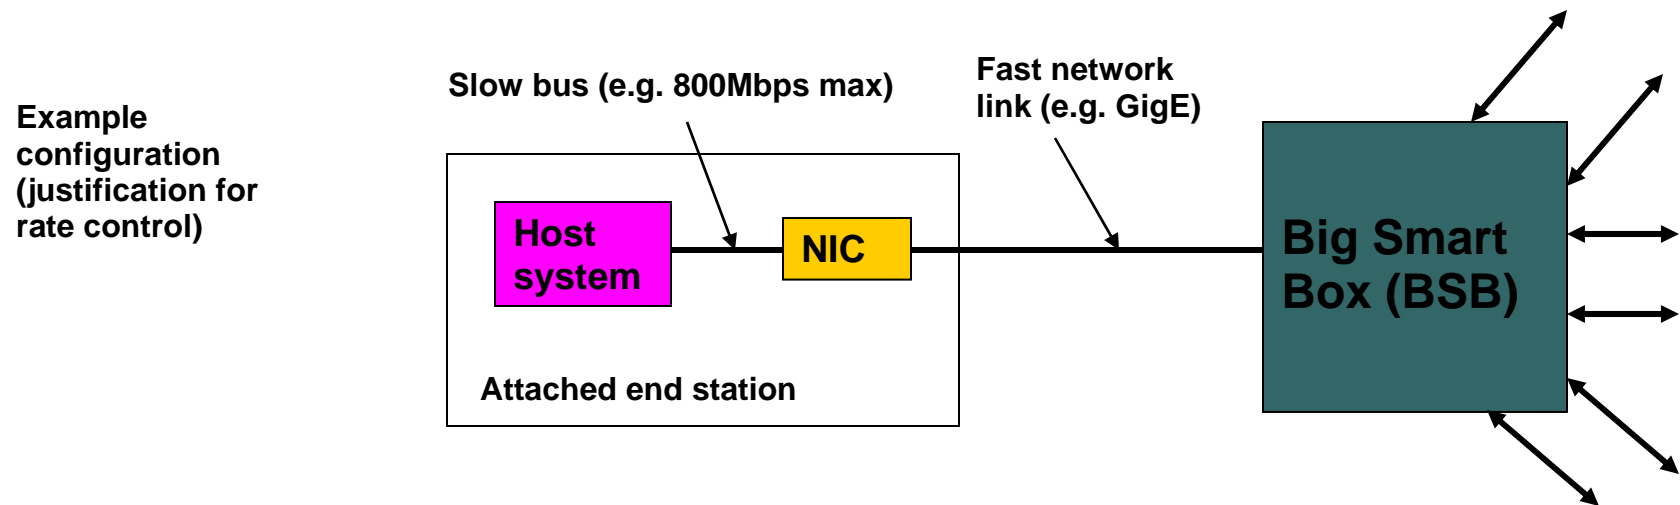 Example
configuration
(justification for
rate control)
Slow bus (e.g. 800Mbps max)
Fast network
link (e.g. GigE)
Host
system
NIC
Attached end station
Big Smart
Box (BSB)